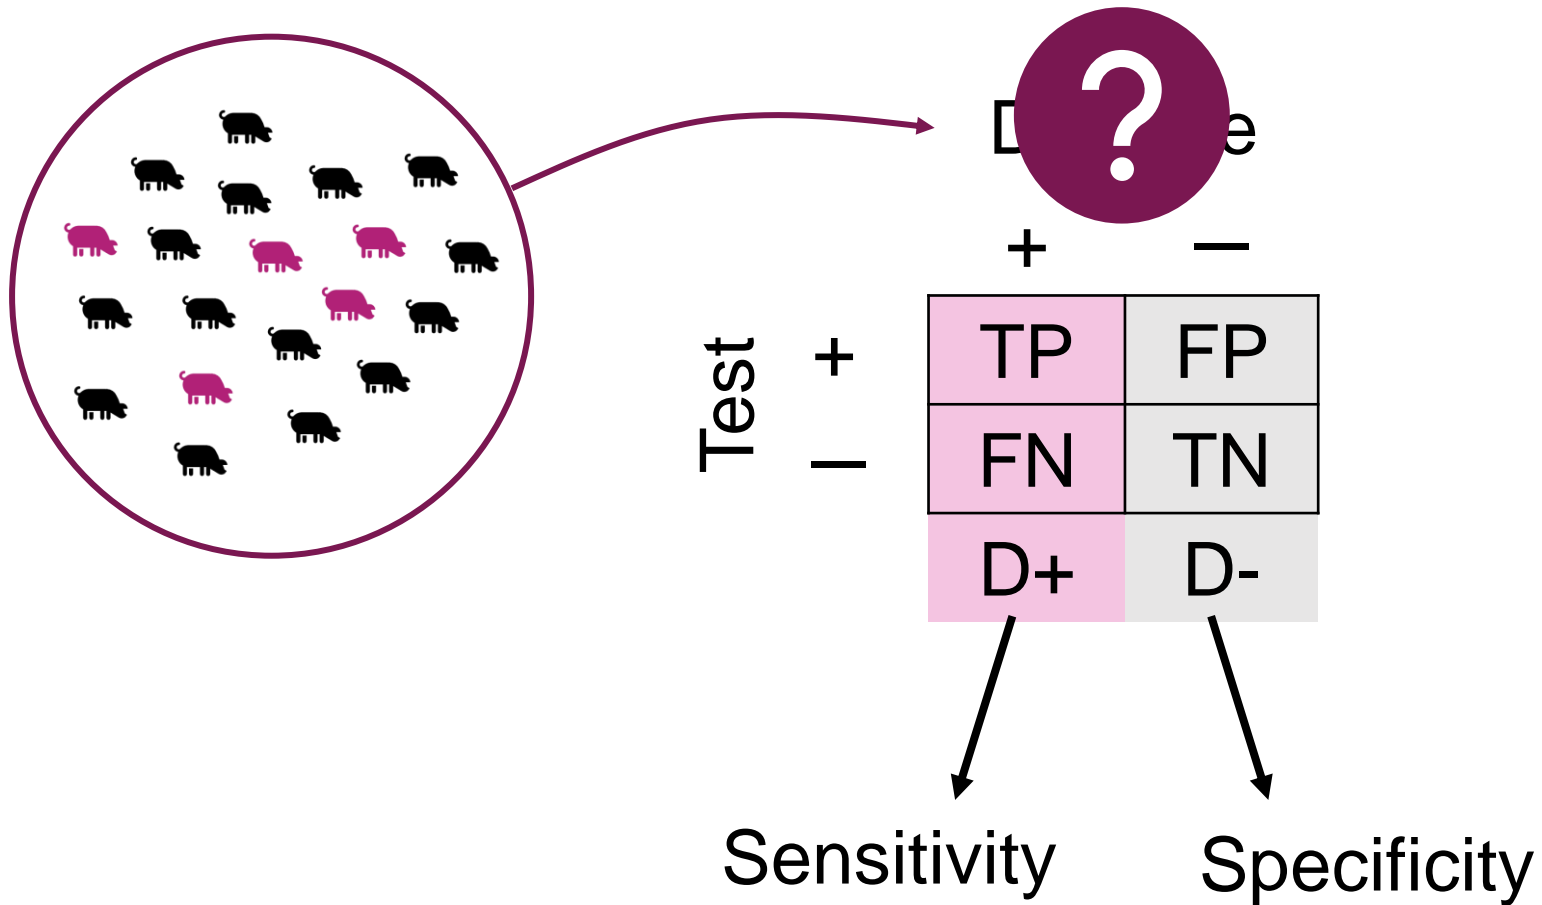 ?
+ —
Test
+ TP FP
— FN TN
D+ D-
Sensitivity Specificity